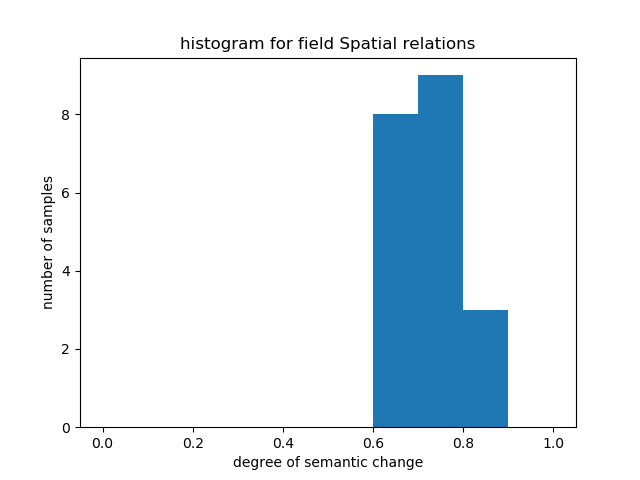 histogram for field Spatial relations
number of samples
8
6
4
2
0
0.0 0.2 0.4 0.6 0.8 1.0
degree of semantic change